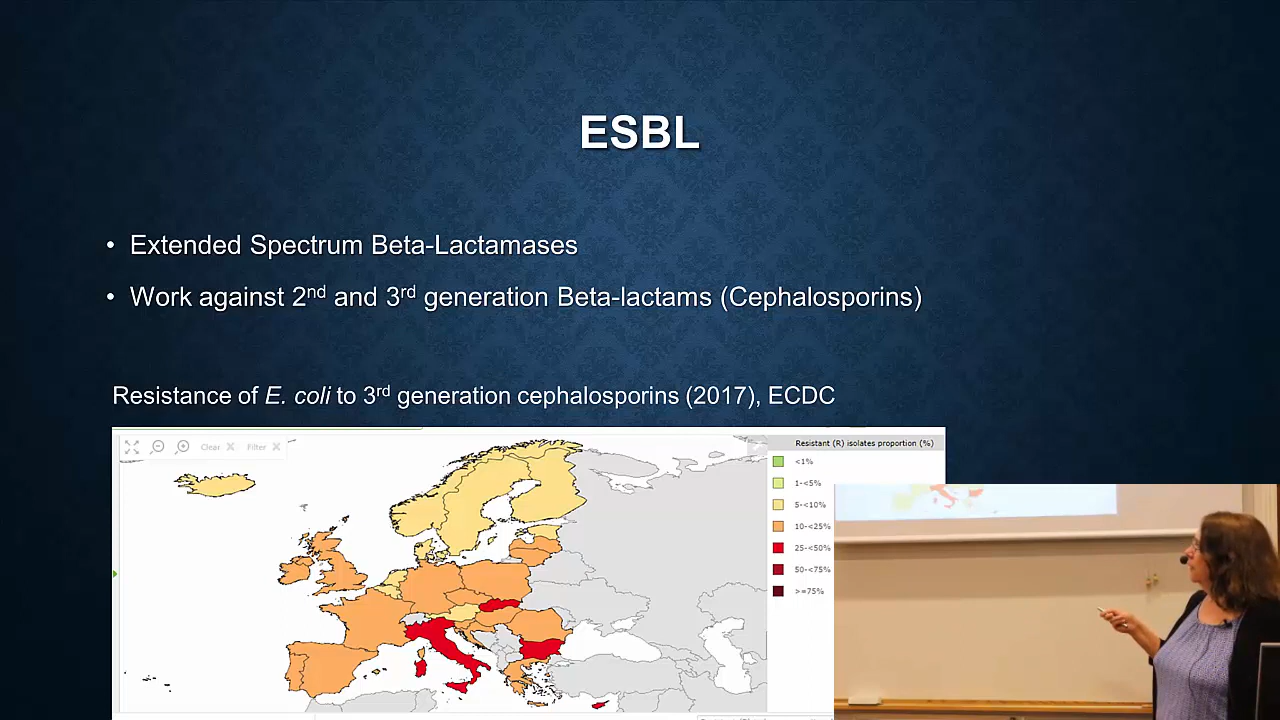 ESBL
• Extended Spectrum Beta-Lactamases
• Work against 2nd and 3rd generation Beta-lactams (Cephalosporins)
Resistance of E. coli to 3rd generation cephalosporins (2017), ECDC
Clear Filter
Resistant (R) isolates proportion (%)
<1%
1-<5%
5-<10%
10-<25%
25-<50%
50-<75%
>=75%